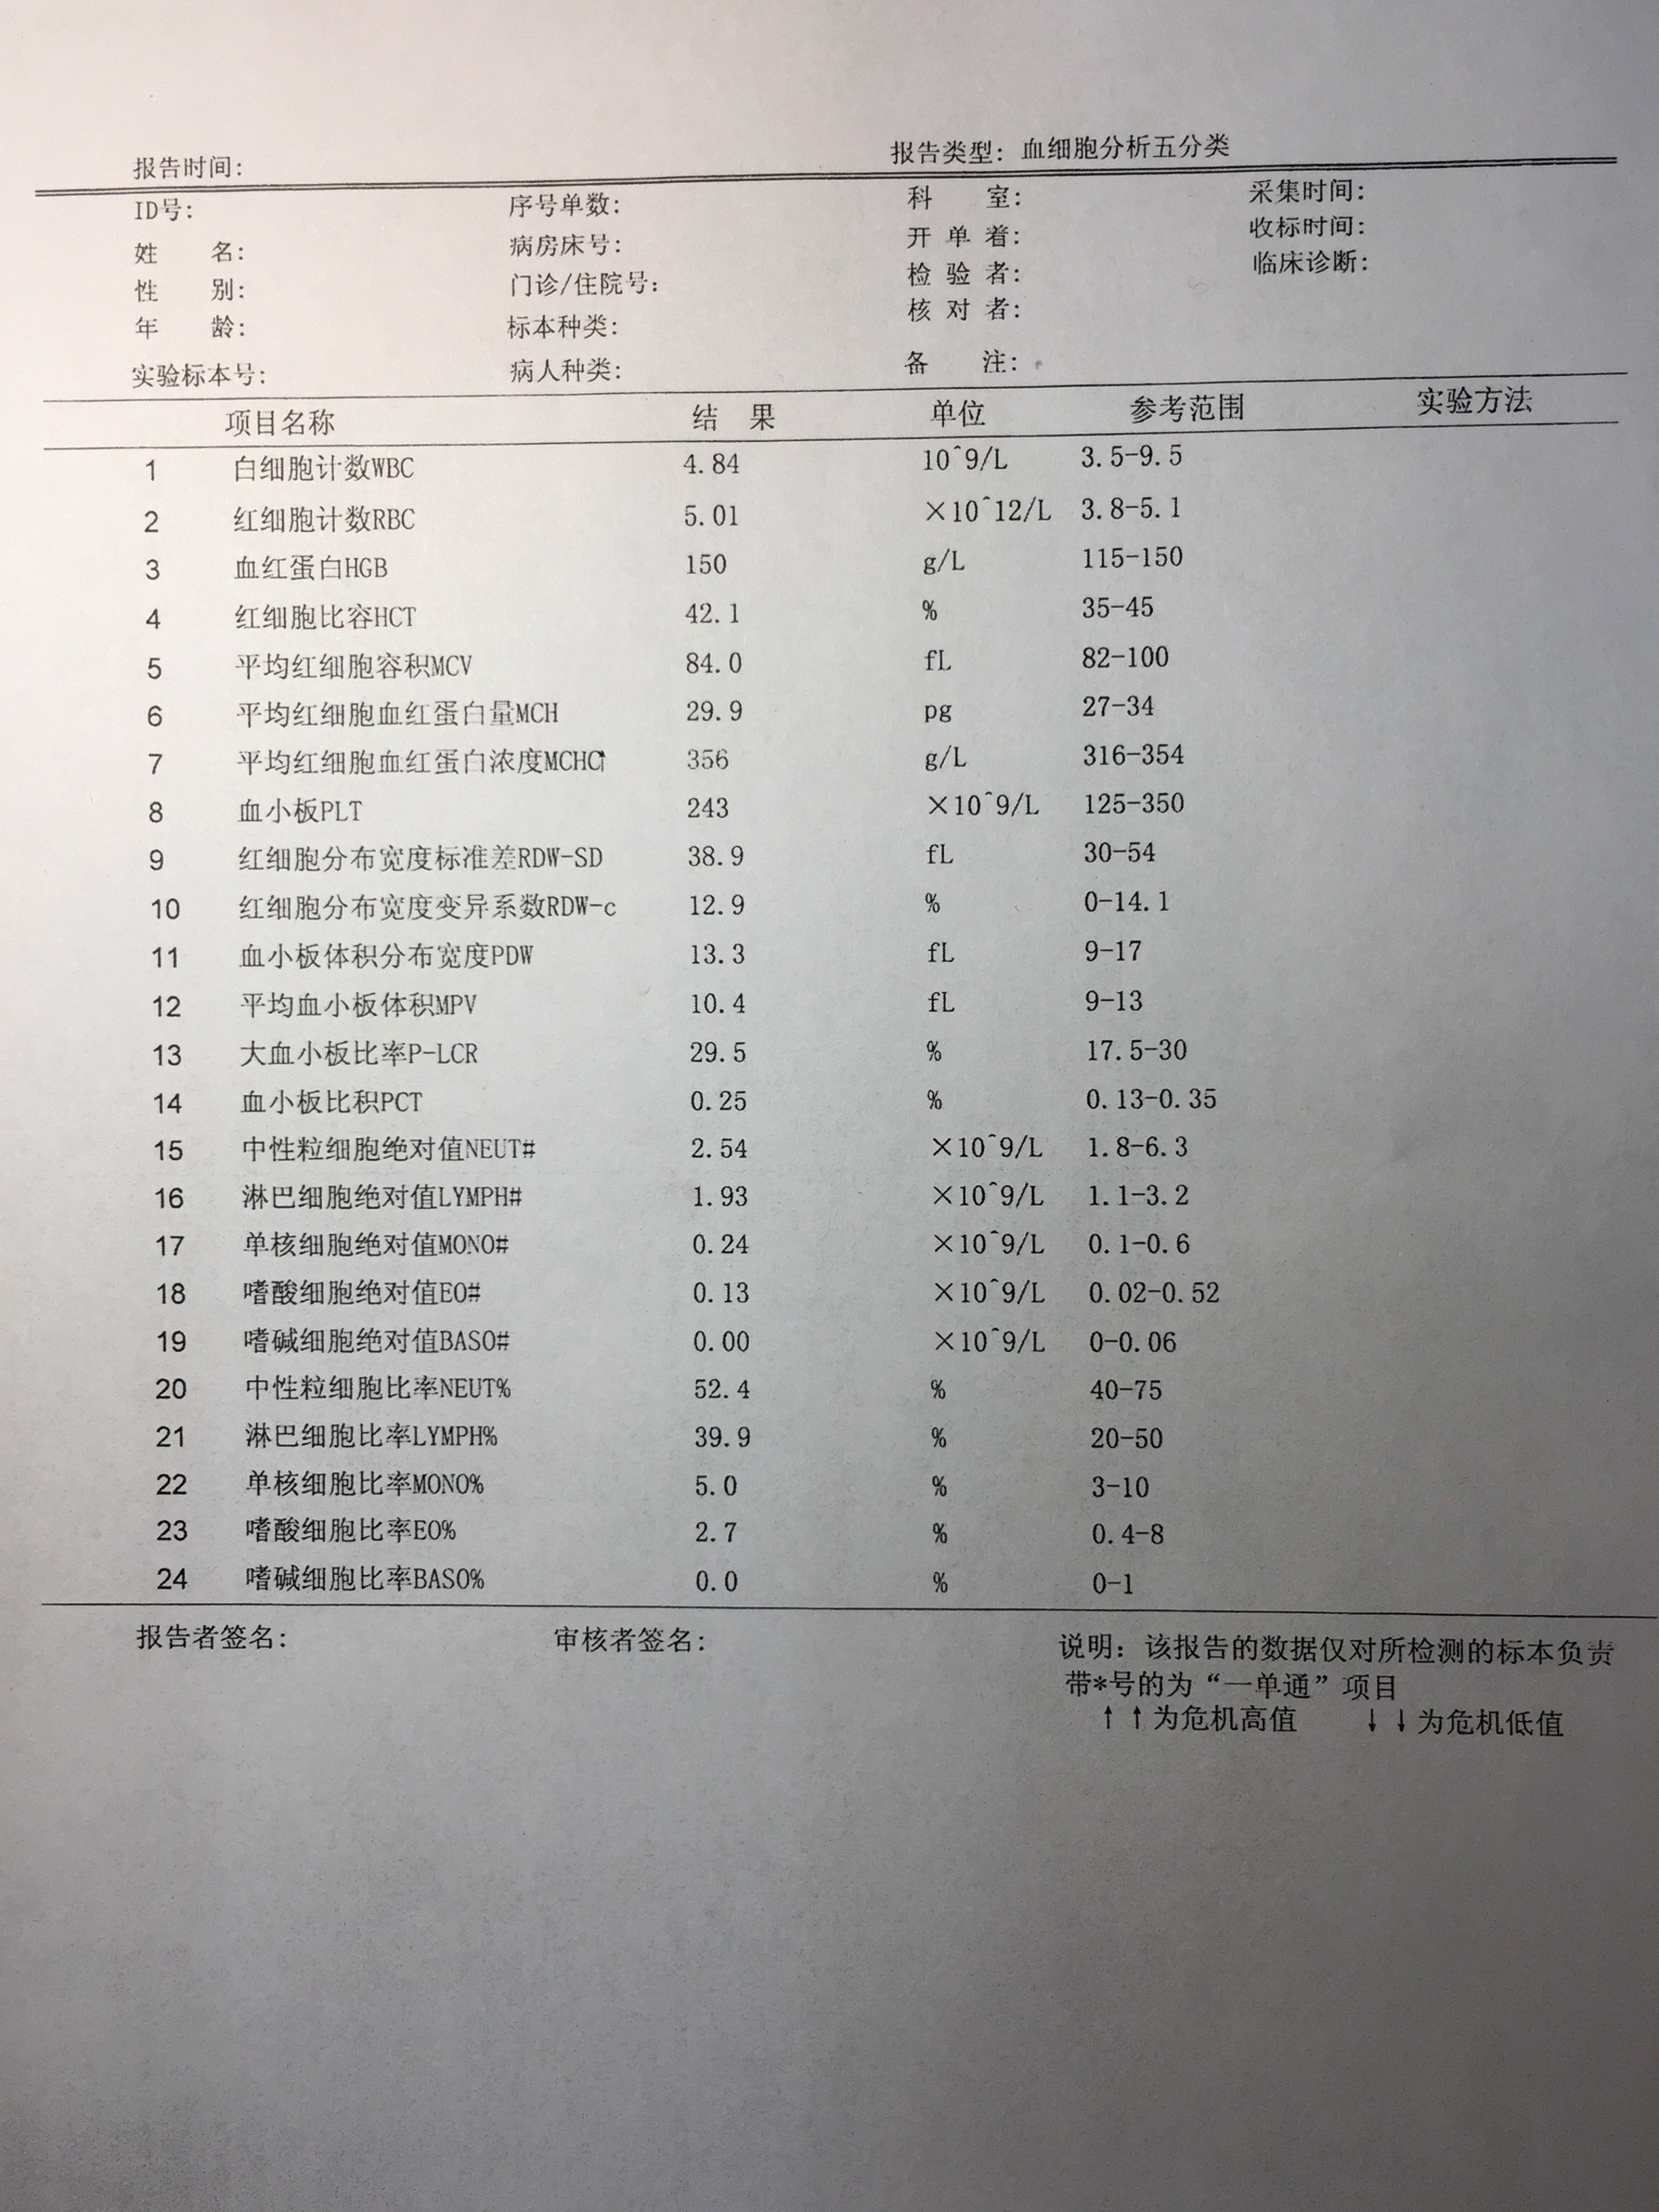 报告时间: 报告类型: 血细胞分析五分类
ID号: 序号单数: 科 室: 采集时间:
姓 名: 病房床号: 开 单 着: 收标时间:
性 别: 门诊/住院号: 检 验 者: 临床诊断:
年 龄: 标本种类: 核 对 者:
实验标本号: 病人种类: 备 注:
项目名称 结 果 单位 参考范围 实验方法
1 白细胞计数WBC 4.84 10^9/L 3.5-9.5
2 红细胞计数RBC 5.01 ×10^12/L 3.8-5.1
3 血红蛋白HGB 150 g/L 115-150
4 红细胞比容HCT 42.1 % 35-45
5 平均红细胞容积MCV 84.0 fL 82-100
6 平均红细胞血红蛋白量MCH 29.9 pg 27-34
7 平均红细胞血红蛋白浓度MCHC↑ 356 g/L 316-354
8 血小板PLT 243 ×10^9/L 125-350
9 红细胞分布宽度标准差RDW-SD 38.9 fL 30-54
10 红细胞分布宽度变异系数RDW-c 12.9 % 0-14.1
11 血小板体积分布宽度PDW 13.3 fL 9-17
12 平均血小板体积MPV 10.4 fL 9-13
13 大血小板比率P-LCR 29.5 % 17.5-30
14 血小板比积PCT 0.25 % 0.13-0.35
15 中性粒细胞绝对值NEUT# 2.54 ×10^9/L 1.8-6.3
16 淋巴细胞绝对值LYMPH# 1.93 ×10^9/L 1.1-3.2
17 单核细胞绝对值MONO# 0.24 ×10^9/L 0.1-0.6
18 嗜酸细胞绝对值EO# 0.13 ×10^9/L 0.02-0.52
19 嗜碱细胞绝对值BASO# 0.00 ×10^9/L 0-0.06
20 中性粒细胞比率NEUT% 52.4 % 40-75
21 淋巴细胞比率LYMPH% 39.9 % 20-50
22 单核细胞比率MONO% 5.0 % 3-10
23 嗜酸细胞比率EO% 2.7 % 0.4-8
24 嗜碱细胞比率BASO% 0.0 % 0-1
报告者签名: 审核者签名: 说明: 该报告的数据仅对所检测的标本负责
带*号的为“一单通”项目
↑↑为危机高值 ↓↓为危机低值